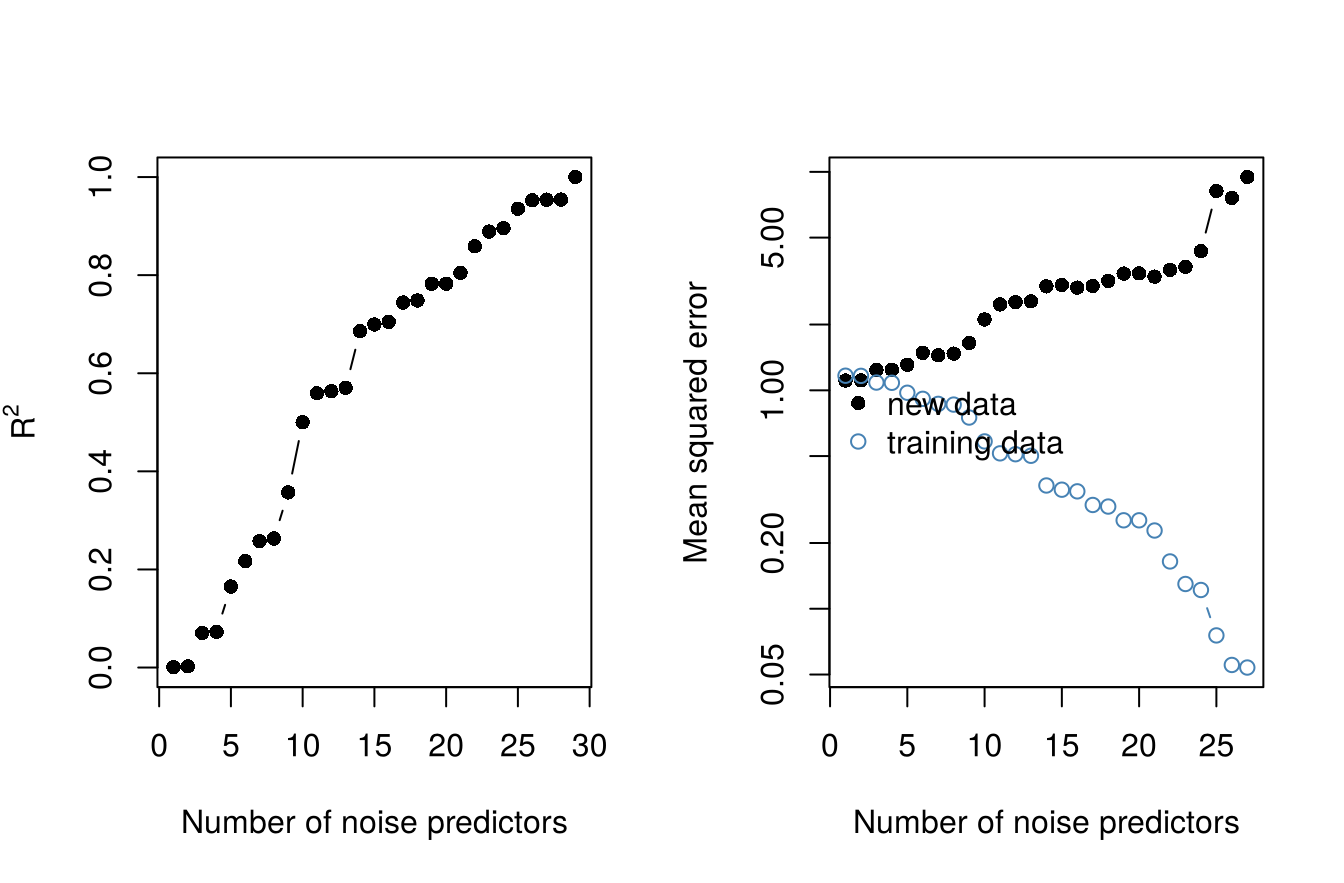 R²
0.0 0.2 0.4 0.6 0.8 1.0
0 5 10 15 20 25 30
Number of noise predictors
Mean squared error
0.05 0.20 1.00 5.00
new data
training data
0 5 10 15 20 25
Number of noise predictors